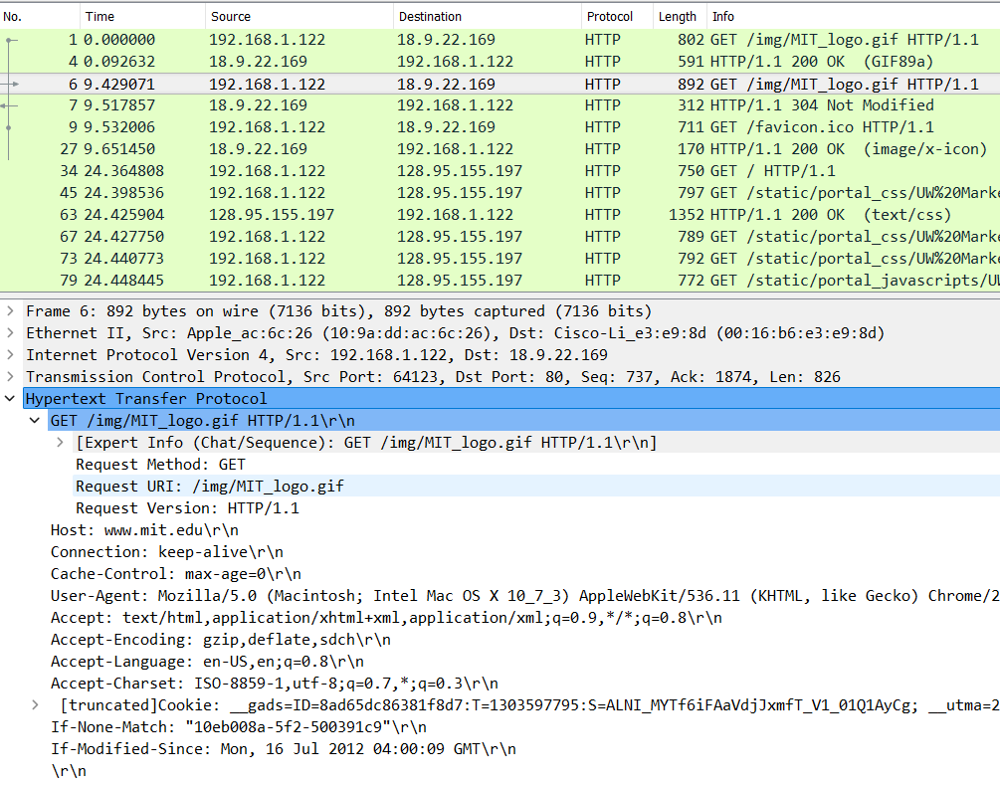 No. Time Source Destination Protocol Length Info
1 0.000000 192.168.1.122 18.9.22.169 HTTP 802 GET /img/MIT_logo.gif HTTP/1.1
4 0.092632 18.9.22.169 192.168.1.122 HTTP 591 HTTP/1.1 200 OK (GIF89a)
6 9.429071 192.168.1.122 18.9.22.169 HTTP 892 GET /img/MIT_logo.gif HTTP/1.1
7 9.517857 18.9.22.169 192.168.1.122 HTTP 312 HTTP/1.1 304 Not Modified
9 9.532006 192.168.1.122 18.9.22.169 HTTP 711 GET /favicon.ico HTTP/1.1
27 9.651450 18.9.22.169 192.168.1.122 HTTP 170 HTTP/1.1 200 OK (image/x-icon)
34 24.364808 192.168.1.122 128.95.155.197 HTTP 750 GET / HTTP/1.1
45 24.398536 192.168.1.122 128.95.155.197 HTTP 797 GET /static/portal_css/UW%20Marke
63 24.425904 128.95.155.197 192.168.1.122 HTTP 1352 HTTP/1.1 200 OK (text/css)
67 24.427750 192.168.1.122 128.95.155.197 HTTP 789 GET /static/portal_css/UW%20Marke
73 24.440773 192.168.1.122 128.95.155.197 HTTP 792 GET /static/portal_css/UW%20Marke
79 24.448445 192.168.1.122 128.95.155.197 HTTP 772 GET /static/portal_javascripts/UW
Frame 6: 892 bytes on wire (7136 bits), 892 bytes captured (7136 bits)
Ethernet II, Src: Apple_ac:6c:26 (10:9a:dd:ac:6c:26), Dst: Cisco-Li_e3:e9:8d (00:16:b6:e3:e9:8d)
Internet Protocol Version 4, Src: 192.168.1.122, Dst: 18.9.22.169
Transmission Control Protocol, Src Port: 64123, Dst Port: 80, Seq: 737, Ack: 1874, Len: 826
Hypertext Transfer Protocol
GET /img/MIT_logo.gif HTTP/1.1\r\n
[Expert Info (Chat/Sequence): GET /img/MIT_logo.gif HTTP/1.1\r\n]
Request Method: GET
Request URI: /img/MIT_logo.gif
Request Version: HTTP/1.1
Host: www.mit.edu\r\n
Connection: keep-alive\r\n
Cache-Control: max-age=0\r\n
User-Agent: Mozilla/5.0 (Macintosh; Intel Mac OS X 10_7_3) AppleWebKit/536.11 (KHTML, like Gecko) Chrome/2
Accept: text/html,application/xhtml+xml,application/xml;q=0.9,*/*;q=0.8\r\n
Accept-Encoding: gzip,deflate,sdch\r\n
Accept-Language: en-US,en;q=0.8\r\n
Accept-Charset: ISO-8859-1,utf-8;q=0.7,*;q=0.3\r\n
[truncated]Cookie: __gads=ID=8ad65dc86381f8d7:T=1303597795:S=ALNI_MYTf6iFAaVdjJxmfT_V1_01Q1AyCg; __utma=2
If-None-Match: "10eb008a-5f2-500391c9"\r\n
If-Modified-Since: Mon, 16 Jul 2012 04:00:09 GMT\r\n
\r\n